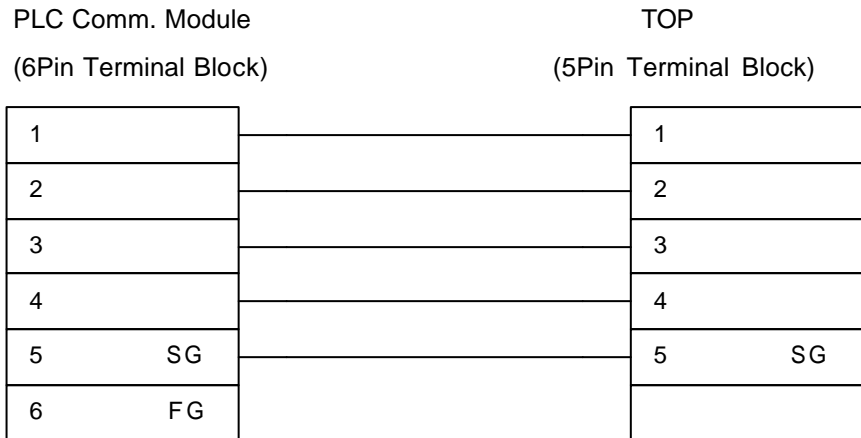 PLC Comm. Module TOP
(6Pin Terminal Block) (5Pin Terminal Block)
1 1
2 2
3 3
4 4
5 SG 5 SG
6 FG